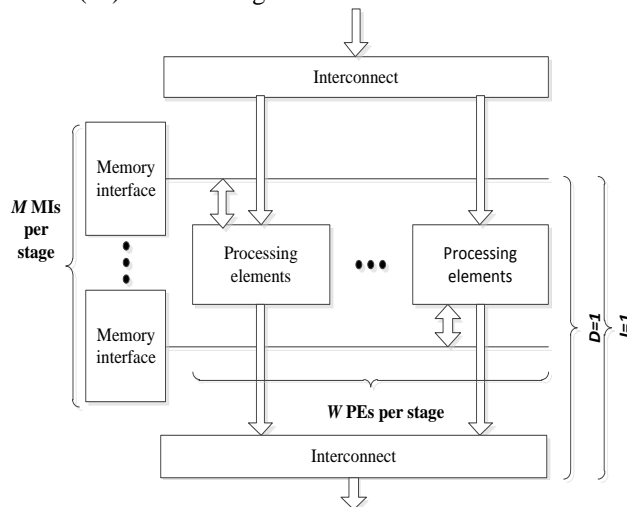 Interconnect
Memory
interface
M MIs
per
stage
Processing
elements
Processing
elements
Memory
interface
D=1
I=1
W PEs per stage
Interconnect